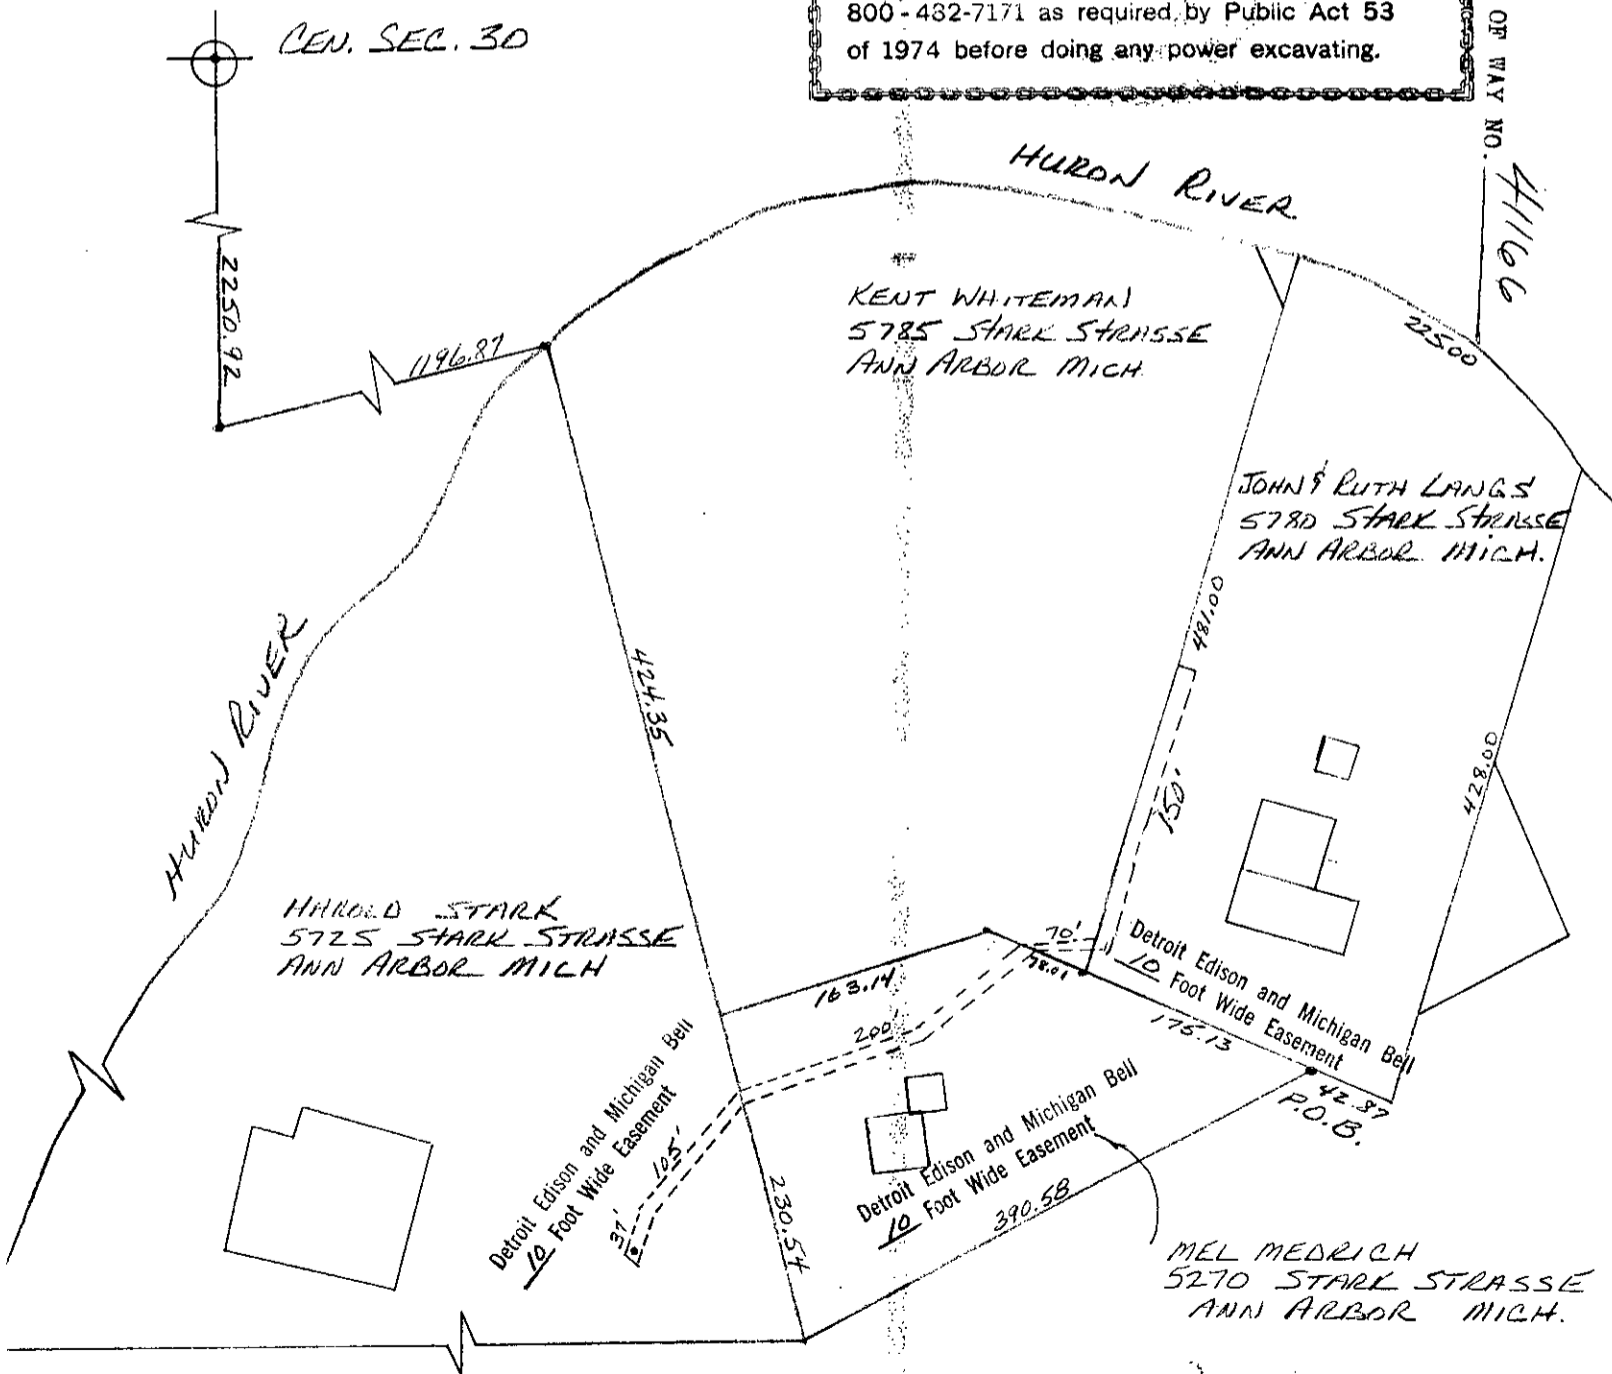 CEN. SEC. 30
800-482-7171 as required by Public Act 53
of 1974 before doing any power excavating.
OF WAY NO. 41166
HURON RIVER
2250.92
1196.87
KENT WHITEMAN
5785 STARK STRASSE
ANN ARBOR MICH
225.00
JOHN & RUTH LANGS
5780 STARK STRASSE
ANN ARBOR MICH.
481.00
424.35
HURON RIVER
150'
428.00
HAROLD STARK
5725 STARK STRASSE
ANN ARBOR MICH
163.14
70'
78.01
Detroit Edison and Michigan Bell
10 Foot Wide Easement
175.13
200'
42.87
P.O.B.
Detroit Edison and Michigan Bell
10 Foot Wide Easement
105'
37'
230.54
Detroit Edison and Michigan Bell
10 Foot Wide Easement
390.58
MEL MEDRICH
5270 STARK STRASSE
ANN ARBOR MICH.